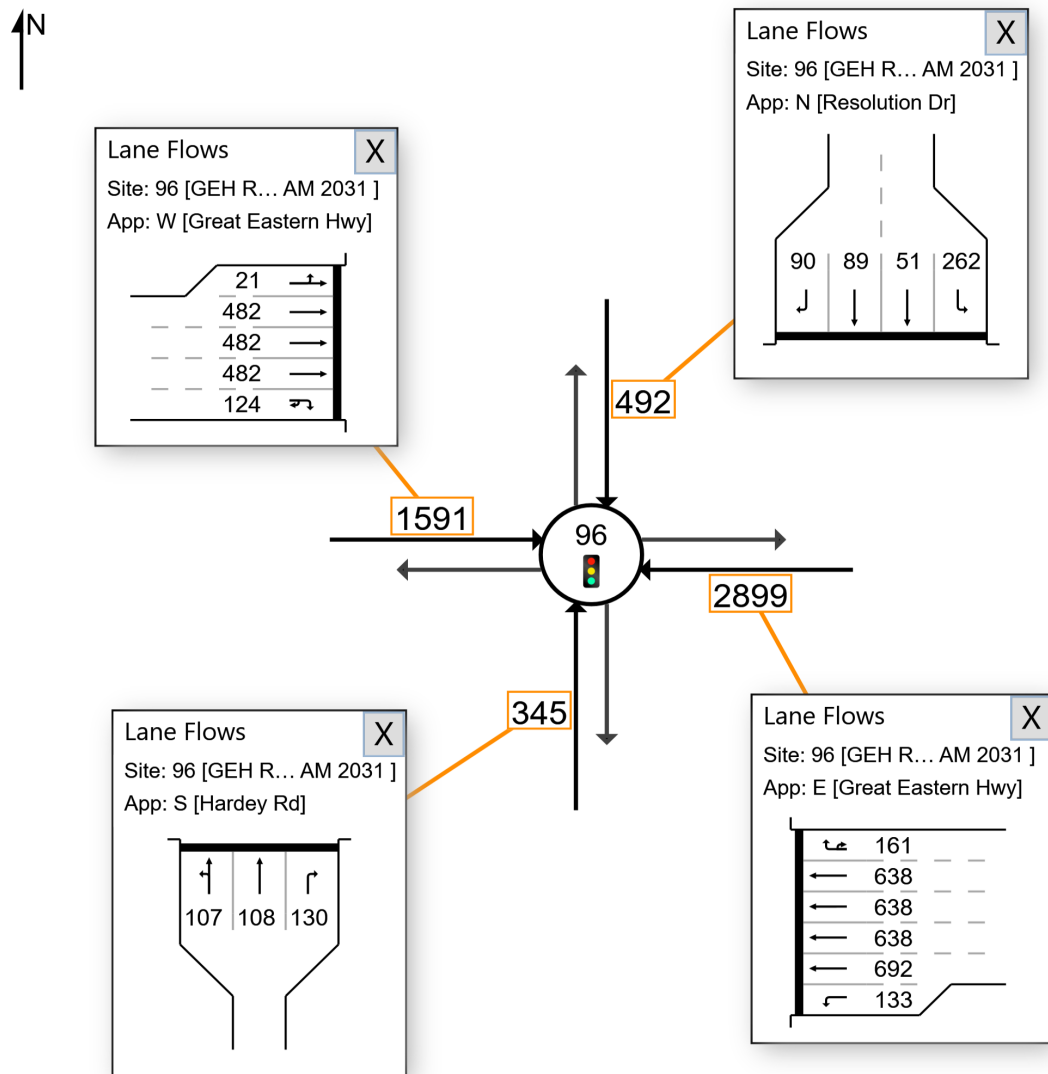 N
Lane Flows
X
Site: 96 [GEH R... AM 2031 ]
App: N [Resolution Dr]
90 89 51 262
Lane Flows
X
Site: 96 [GEH R... AM 2031 ]
App: W [Great Eastern Hwy]
21
482
482
482
124
492
1591
96
2899
345
Lane Flows
X
Site: 96 [GEH R... AM 2031 ]
App: S [Hardey Rd]
107 108 130
Lane Flows
X
Site: 96 [GEH R... AM 2031 ]
App: E [Great Eastern Hwy]
161
638
638
638
692
133